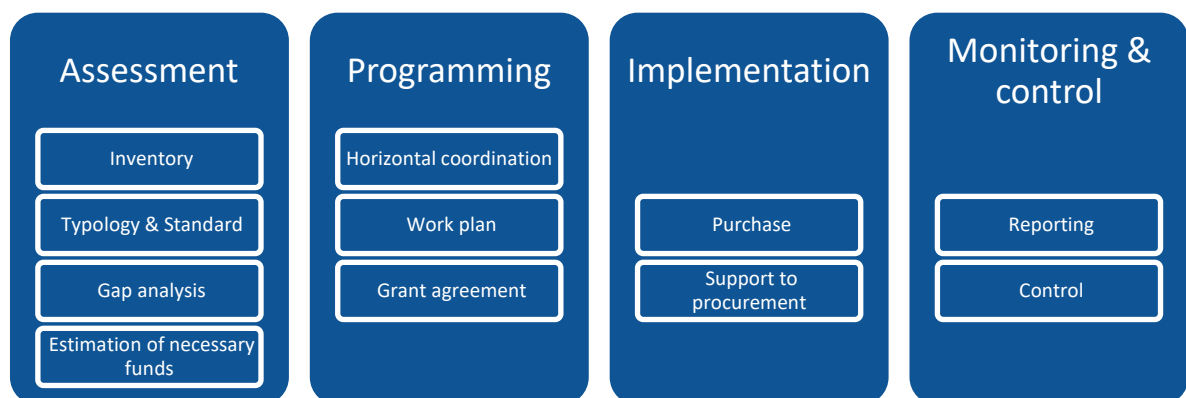 Assessment
Inventory
Typology & Standard
Gap analysis
Estimation of necessary
funds
Programming
Horizontal coordination
Work plan
Grant agreement
Implementation
Purchase
Support to
procurement
Monitoring &
control
Reporting
Control